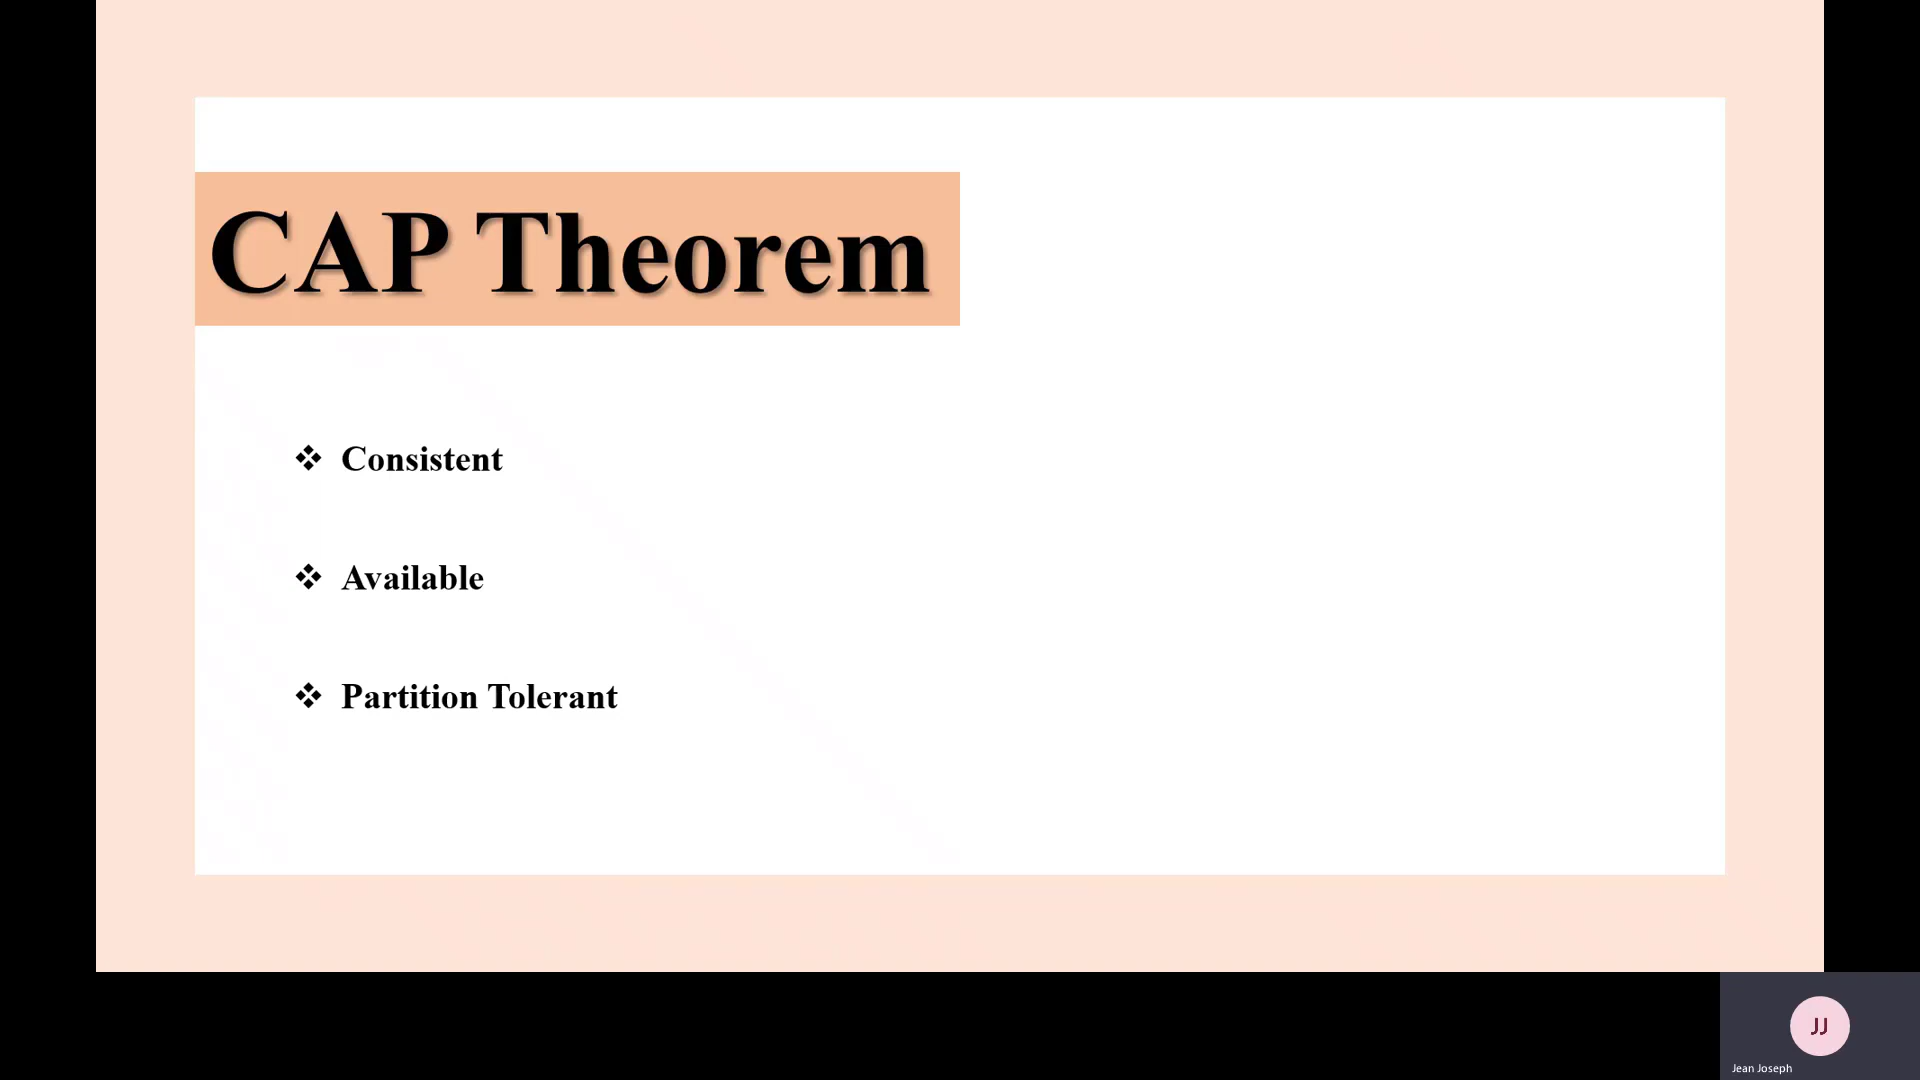 CAP Theorem
❖ Consistent
❖ Available
❖ Partition Tolerant
JJ
Jean Joseph